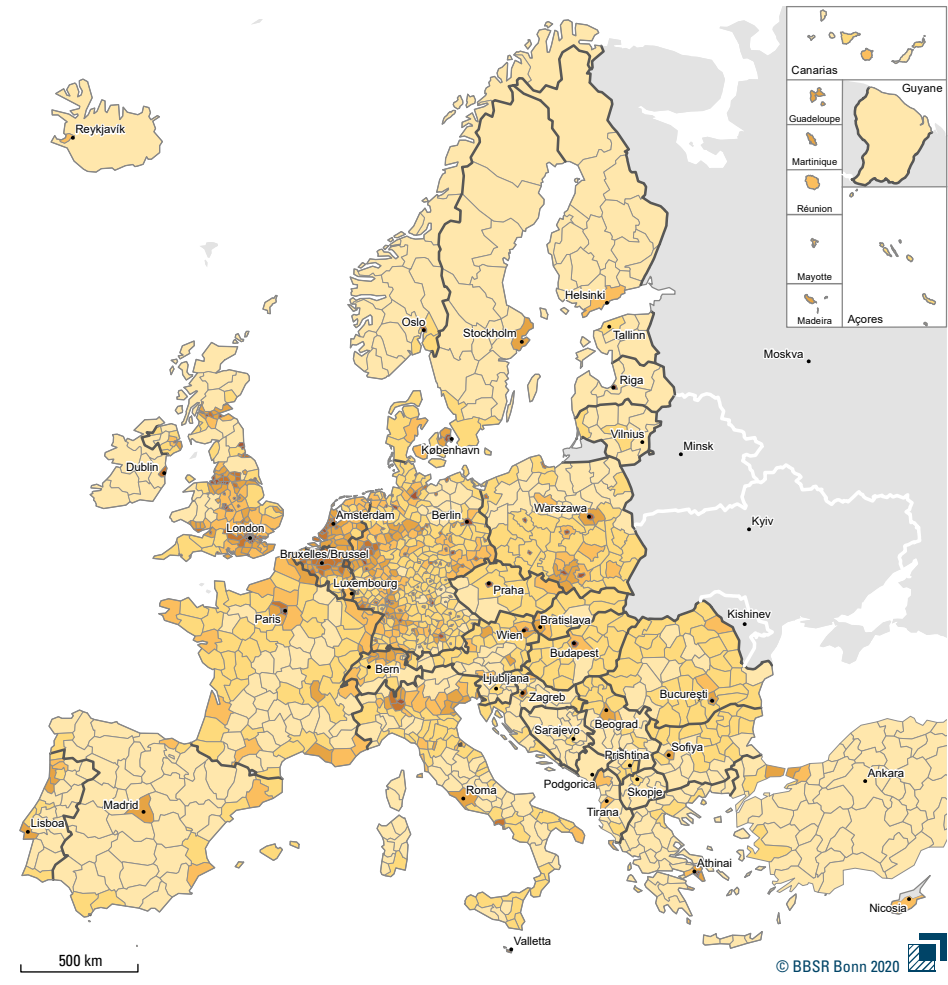 Canarias
Guyane
Guadeloupe
Martinique
Réunion
Mayotte
Madeira
Açores
Reykjavík
Helsinki
Oslo
Stockholm
Tallinn
Moskva
Riga
Vilnius
Minsk
København
Dublin
Warszawa
Amsterdam
Berlin
Kyiv
London
Bruxelles/Brussel
Luxembourg
Praha
Kishinev
Paris
Bratislava
Wien
Budapest
Bern
Ljubljana
Zagreb
București
Beograd
Sarajevo
Sofiya
Prishtina
Ankara
Podgorica
Skopje
Roma
Madrid
Tirana
Lisboa
Athinai
Nicosia
Valletta
500 km
© BBSR Bonn 2020